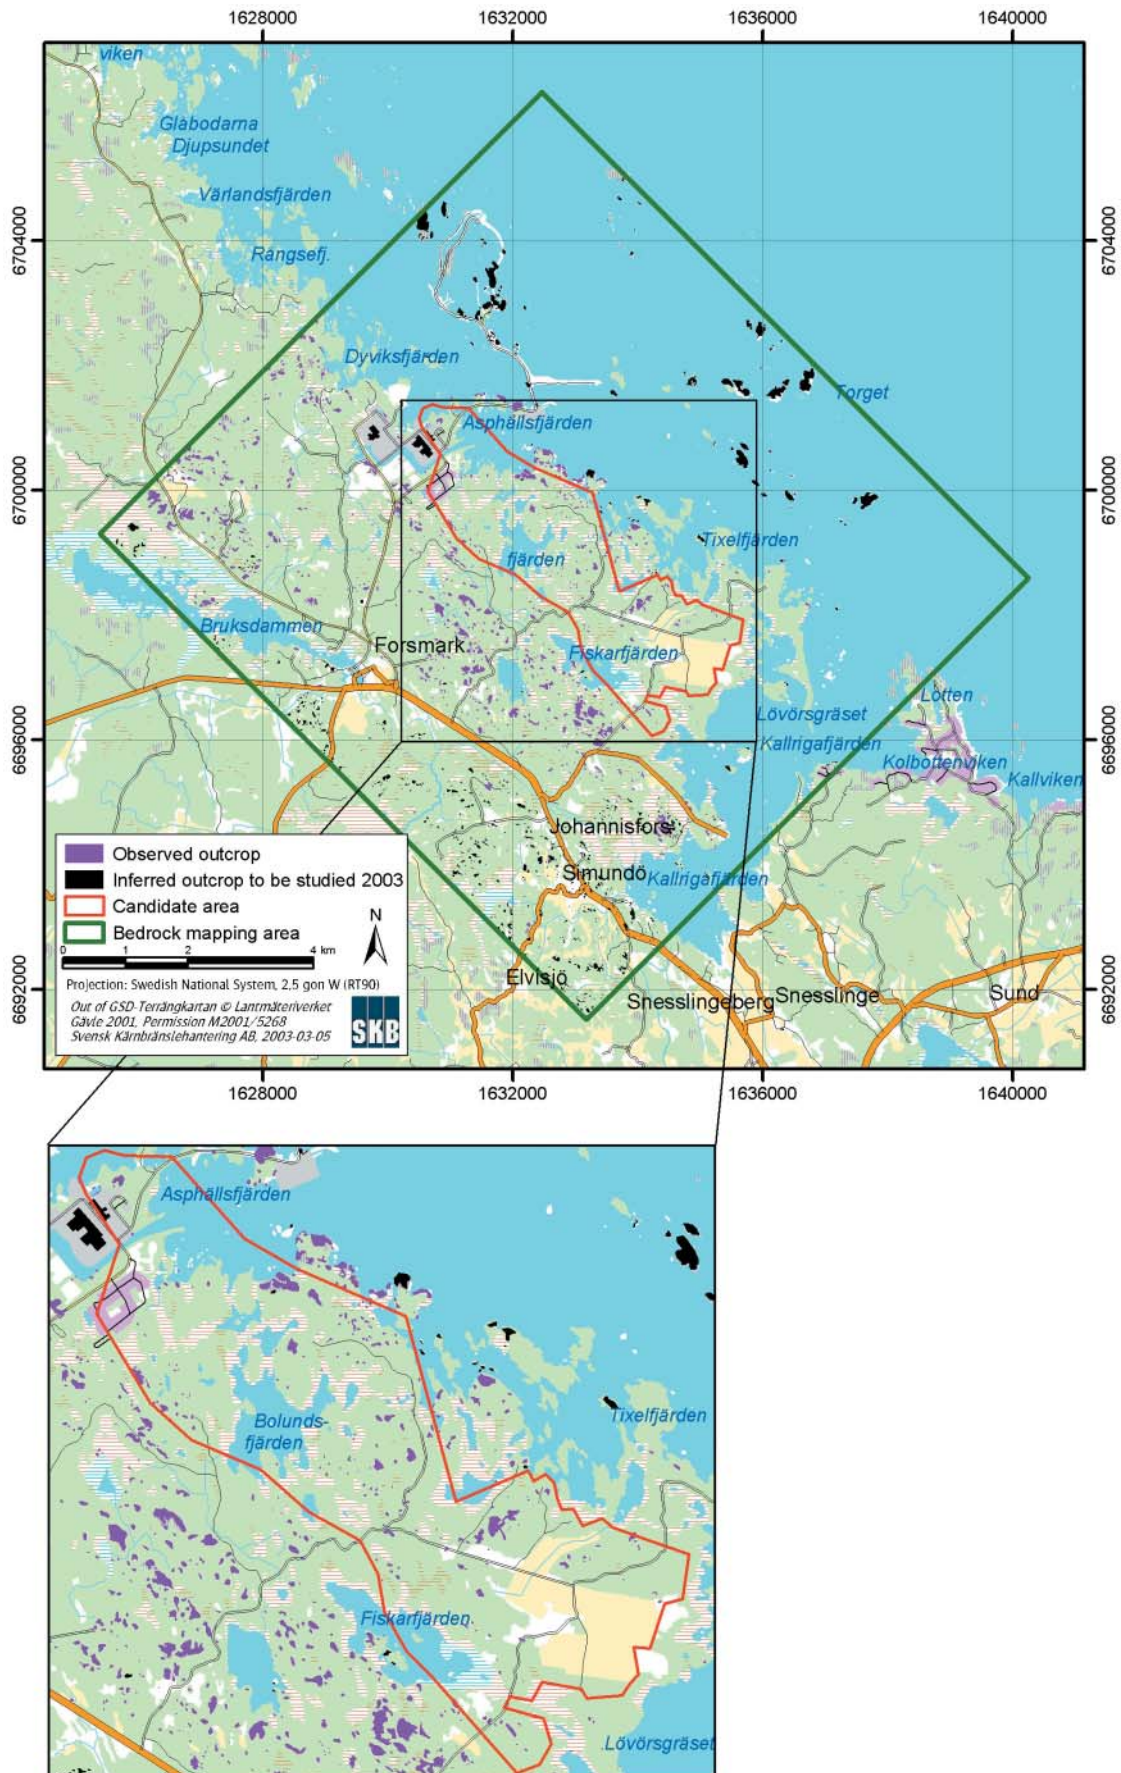 1628000 1632000 1636000 1640000
viken
Glabodarna
Djupsundet
Värlandsfjärden
6704000 6704000
Rangsefj.
Dyviksfjärden
Torget
Asphällsfjärden
6700000 6700000
Tixelfjärden
fjärden
Bruksdammen
Forsmark
Fiskarfjärden
Lotten
Lövörsgräset
6696000 6696000
Kallrigafjärden
Kolbottenviken
Kallviken
Johannisfors
Simundö
Kallrigafjärden
Elvisjö
6692000 6692000
Snesslingeberg
Snesslinge
Sund
Observed outcrop
Inferred outcrop to be studied 2003
Candidate area
Bedrock mapping area
N
0 1 2 4 km
Projection: Swedish National System, 2,5 gon W (RT90)
Out of GSD-Terrängkartan © Lantmäteriverket
Gävle 2001, Permission M2001/5268
Svensk Kärnbränslehantering AB, 2003-03-05
SKB
1628000 1632000 1636000 1640000
Asphällsfjärden
Tixelfjärden
Bolunds-
fjärden
Fiskarfjärden
Lövörsgräset